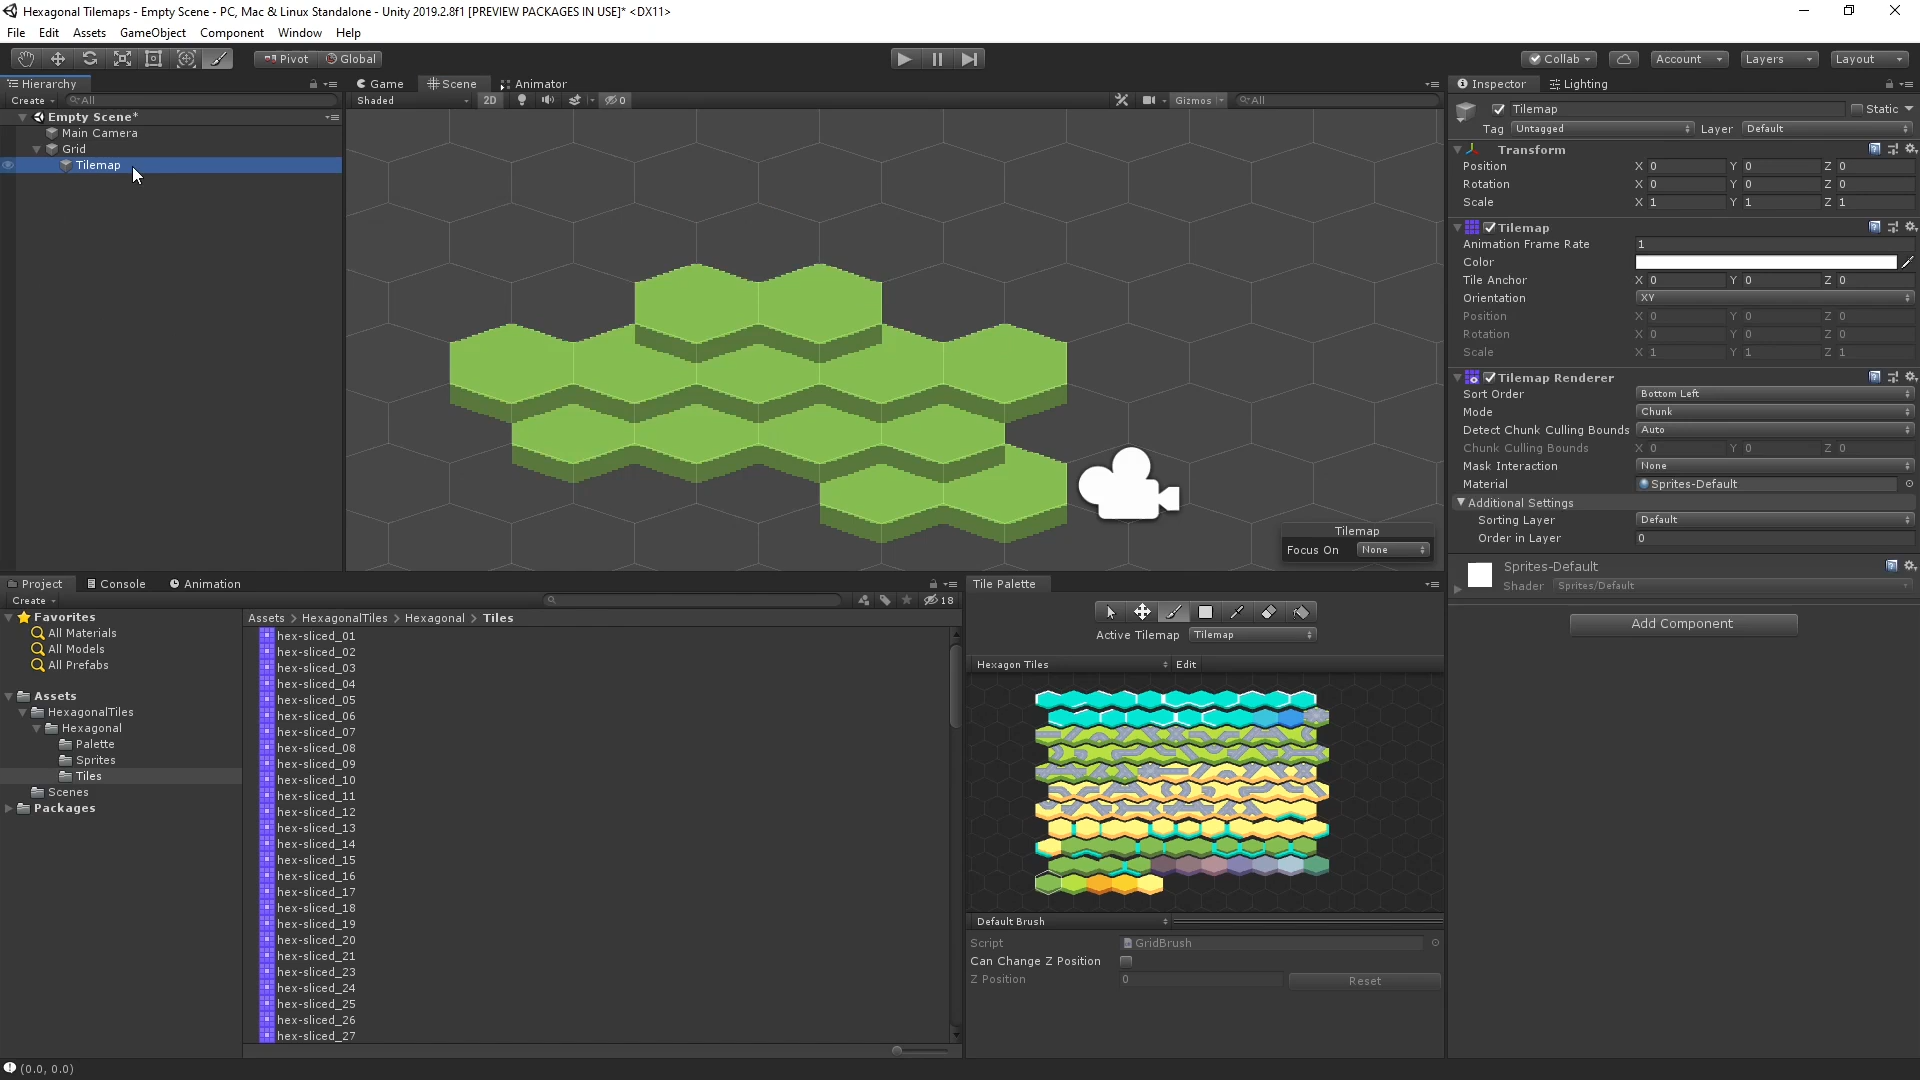 Hexagonal Tilemaps - Empty Scene - PC, Mac & Linux Standalone - Unity 2019.2.8f1 [PREVIEW PACKAGES IN USE]* <DX11>
File Edit Assets GameObject Component Window Help
Pivot Global Collab Account Layers Layout
Hierarchy
Create All
Empty Scene*
Main Camera
Grid
Tilemap
Game Scene Animator
Shaded 2D 0 Gizmos All
Tilemap
Focus On None
Inspector Lighting
Tilemap Static
Tag Untagged Layer Default
Transform
Position X 0 Y 0 Z 0
Rotation X 0 Y 0 Z 0
Scale X 1 Y 1 Z 1
Tilemap
Animation Frame Rate 1
Color
Tile Anchor X 0 Y 0 Z 0
Orientation XY
Position X 0 Y 0 Z 0
Rotation X 0 Y 0 Z 0
Scale X 1 Y 1 Z 1
Tilemap Renderer
Sort Order Bottom Left
Mode Chunk
Detect Chunk Culling Bounds Auto
Chunk Culling Bounds X 0 Y 0 Z 0
Mask Interaction None
Material Sprites-Default
Additional Settings
Sorting Layer Default
Order in Layer 0
Sprites-Default
Shader Sprites/Default
Add Component
Project Console Animation
Create 18
Favorites
All Materials
All Models
All Prefabs
Assets
HexagonalTiles
Hexagonal
Palette
Sprites
Tiles
Scenes
Packages
Assets > HexagonalTiles > Hexagonal > Tiles
hex-sliced_01
hex-sliced_02
hex-sliced_03
hex-sliced_04
hex-sliced_05
hex-sliced_06
hex-sliced_07
hex-sliced_08
hex-sliced_09
hex-sliced_10
hex-sliced_11
hex-sliced_12
hex-sliced_13
hex-sliced_14
hex-sliced_15
hex-sliced_16
hex-sliced_17
hex-sliced_18
hex-sliced_19
hex-sliced_20
hex-sliced_21
hex-sliced_23
hex-sliced_24
hex-sliced_25
hex-sliced_26
hex-sliced_27
Tile Palette
Active Tilemap Tilemap
Hexagon Tiles Edit
Default Brush
Script GridBrush
Can Change Z Position
Z Position 0 Reset
(0.0, 0.0)